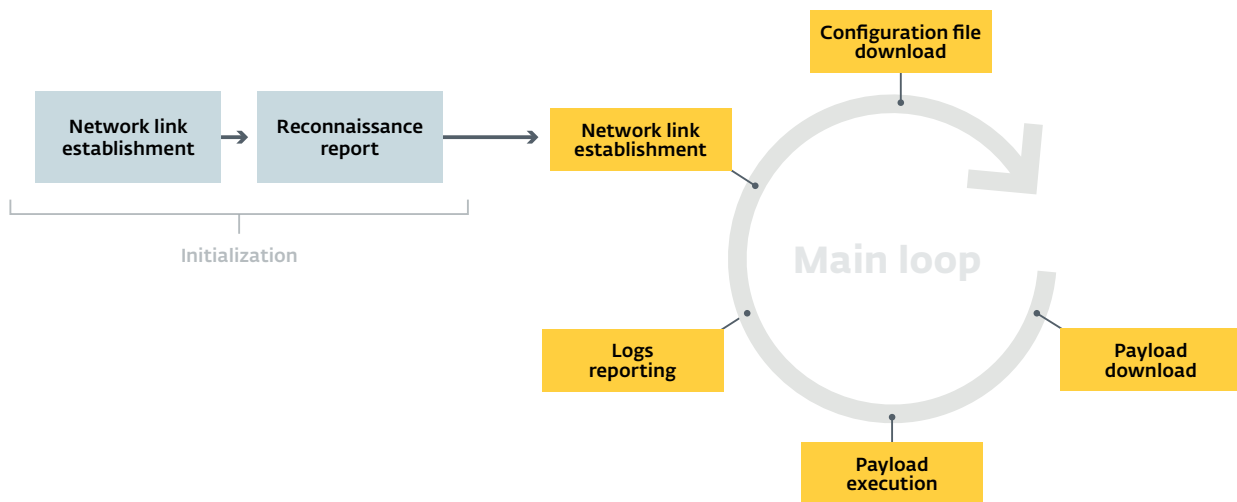 Network link
establishment
Reconnaissance
report
Initialization
Network link
establishment
Configuration file
download
Main loop
Payload
download
Payload
execution
Logs
reporting